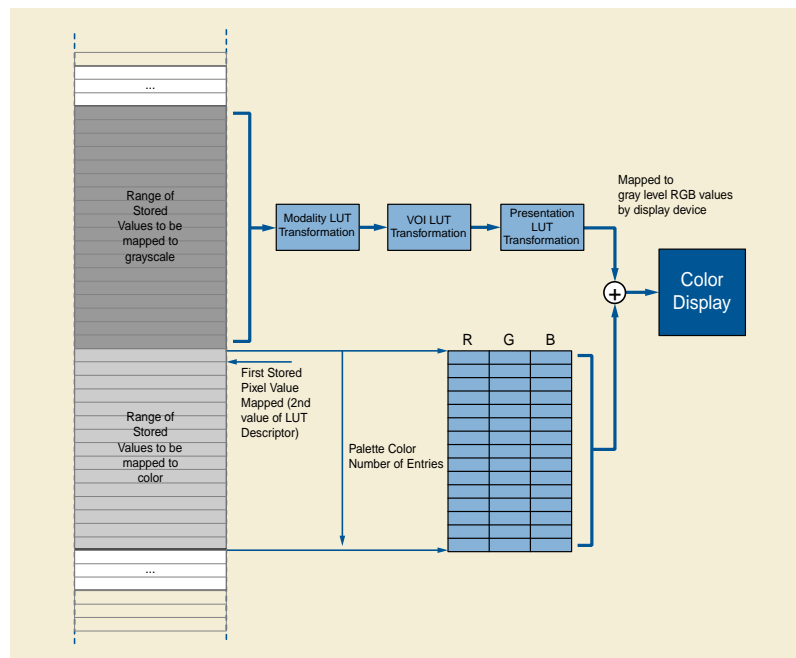 ...
Range of
Stored
Values to be
mapped to
grayscale
Modality LUT
Transformation
VOI LUT
Transformation
Presentation
LUT
Transformation
Mapped to
gray level RGB values
by display device
+
Color
Display
R G B
First Stored
Pixel Value
Mapped (2nd
value of LUT
Descriptor)
Palette Color
Number of Entries
Range of
Stored
Values to be
mapped to
color
...